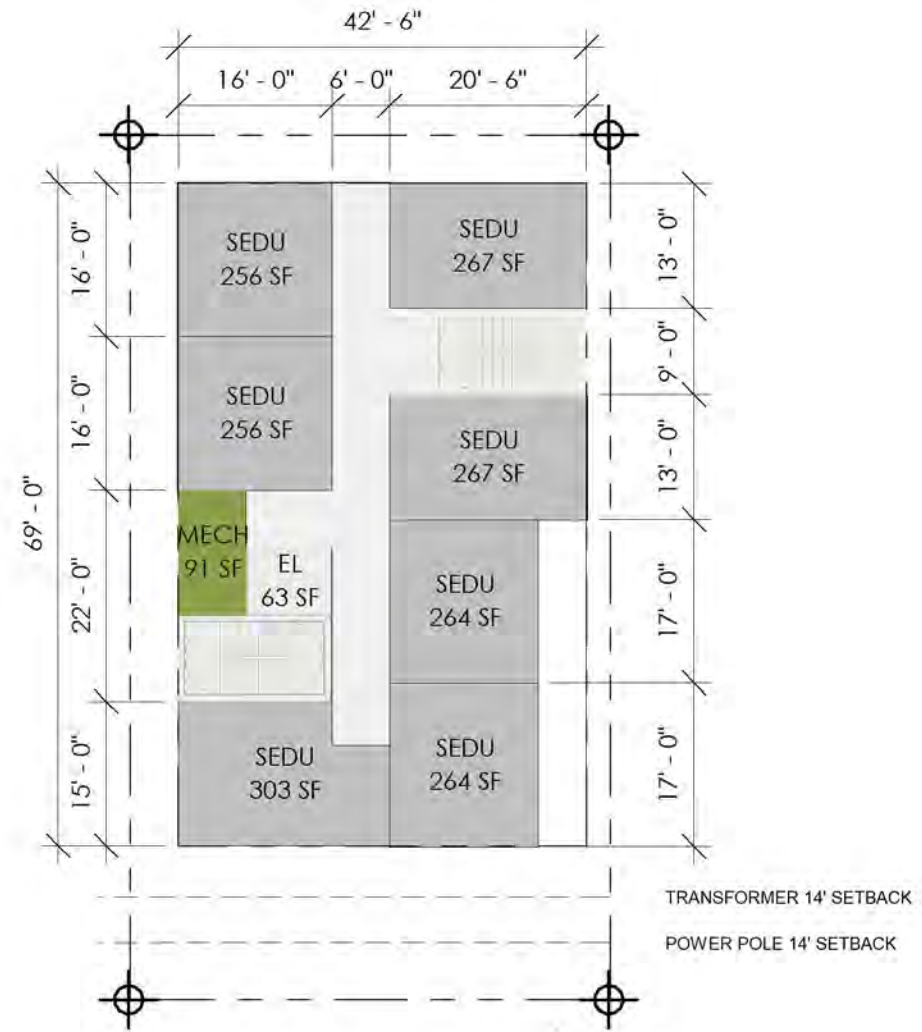 42' - 6"
16' - 0"
6' - 0"
20' - 6"
69' - 0"
16' - 0"
16' - 0"
22' - 0"
15' - 0"
SEDU
256 SF
SEDU
267 SF
SEDU
256 SF
SEDU
267 SF
MECH
91 SF
EL
63 SF
SEDU
264 SF
SEDU
303 SF
SEDU
264 SF
13' - 0"
9' - 0"
13' - 0"
17' - 0"
17' - 0"
TRANSFORMER 14' SETBACK
POWER POLE 14' SETBACK